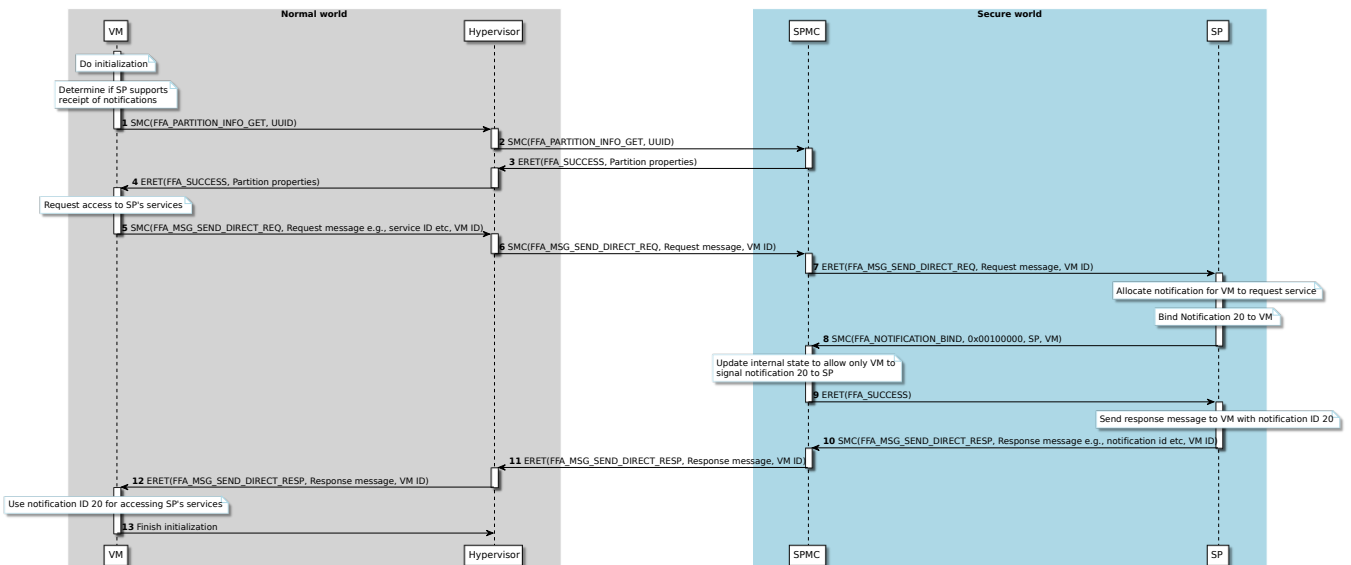 Normal world
Secure world
VM
Hypervisor
SPMC
SP
Do initialization
Determine if SP supports
receipt of notifications
1 SMC(FFA_PARTITION_INFO_GET, UUID)
2 SMC(FFA_PARTITION_INFO_GET, UUID)
3 ERET(FFA_SUCCESS, Partition properties)
4 ERET(FFA_SUCCESS, Partition properties)
Request access to SP's services
5 SMC(FFA_MSG_SEND_DIRECT_REQ, Request message e.g., service ID etc, VM ID)
6 SMC(FFA_MSG_SEND_DIRECT_REQ, Request message, VM ID)
7 ERET(FFA_MSG_SEND_DIRECT_REQ, Request message, VM ID)
Allocate notification for VM to request service
Bind Notification 20 to VM
8 SMC(FFA_NOTIFICATION_BIND, 0x00100000, SP, VM)
Update internal state to allow only VM to
signal notification 20 to SP
9 ERET(FFA_SUCCESS)
Send response message to VM with notification ID 20
10 SMC(FFA_MSG_SEND_DIRECT_RESP, Response message e.g., notification id etc, VM ID)
11 ERET(FFA_MSG_SEND_DIRECT_RESP, Response message, VM ID)
12 ERET(FFA_MSG_SEND_DIRECT_RESP, Response message, VM ID)
Use notification ID 20 for accessing SP's services
13 Finish initialization
VM
Hypervisor
SPMC
SP